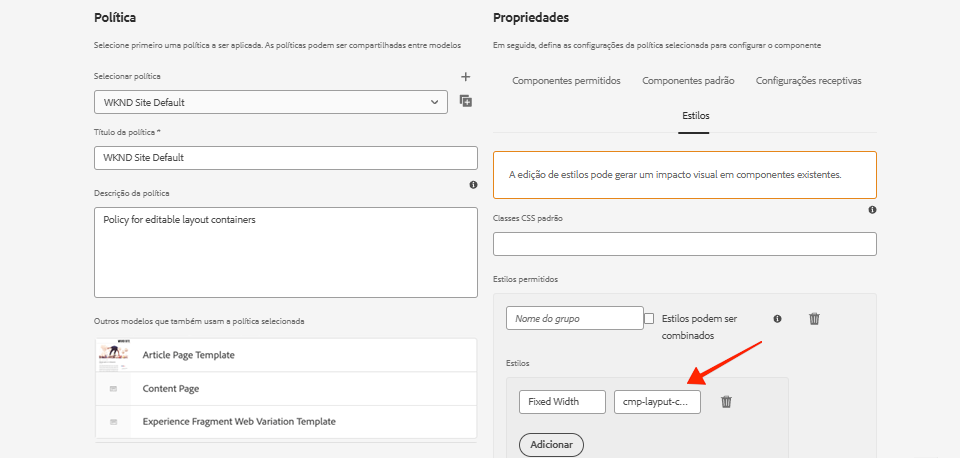 Política
Selecione primeiro uma política a ser aplicada. As políticas podem ser compartilhadas entre modelos
Selecionar política
WKND Site Default
Título da política *
WKND Site Default
Descrição da política
Policy for editable layout containers
Outros modelos que também usam a política selecionada
Article Page Template
Content Page
Experience Fragment Web Variation Template
Propriedades
Em seguida, defina as configurações da política selecionada para configurar o componente
Componentes permitidos
Componentes padrão
Configurações receptivas
Estilos
A edição de estilos pode gerar um impacto visual em componentes existentes.
Classes CSS padrão
Estilos permitidos
Nome do grupo
Estilos podem ser
combinados
Estilos
Fixed Width
cmp-layput-c...
Adicionar